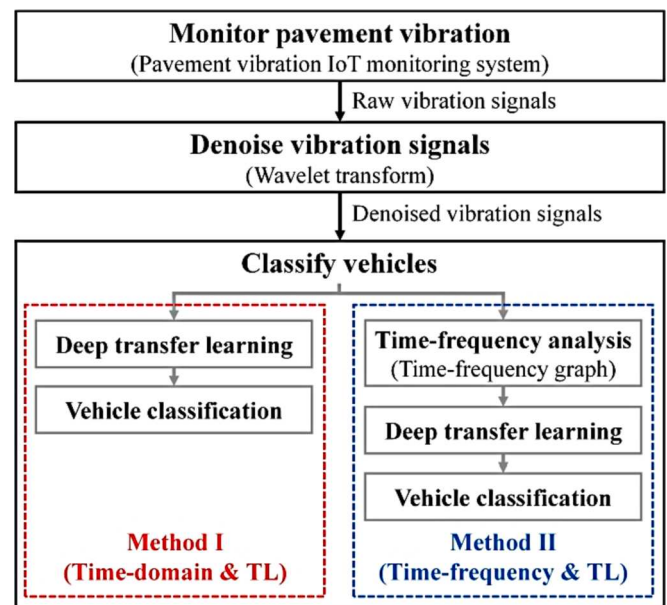 Monitor pavement vibration
(Pavement vibration IoT monitoring system)
Raw vibration signals
Denoise vibration signals
(Wavelet transform)
Denoised vibration signals
Classify vehicles
Deep transfer learning
Vehicle classification
Method I
(Time-domain & TL)
Time-frequency analysis
(Time-frequency graph)
Deep transfer learning
Vehicle classification
Method II
(Time-frequency & TL)